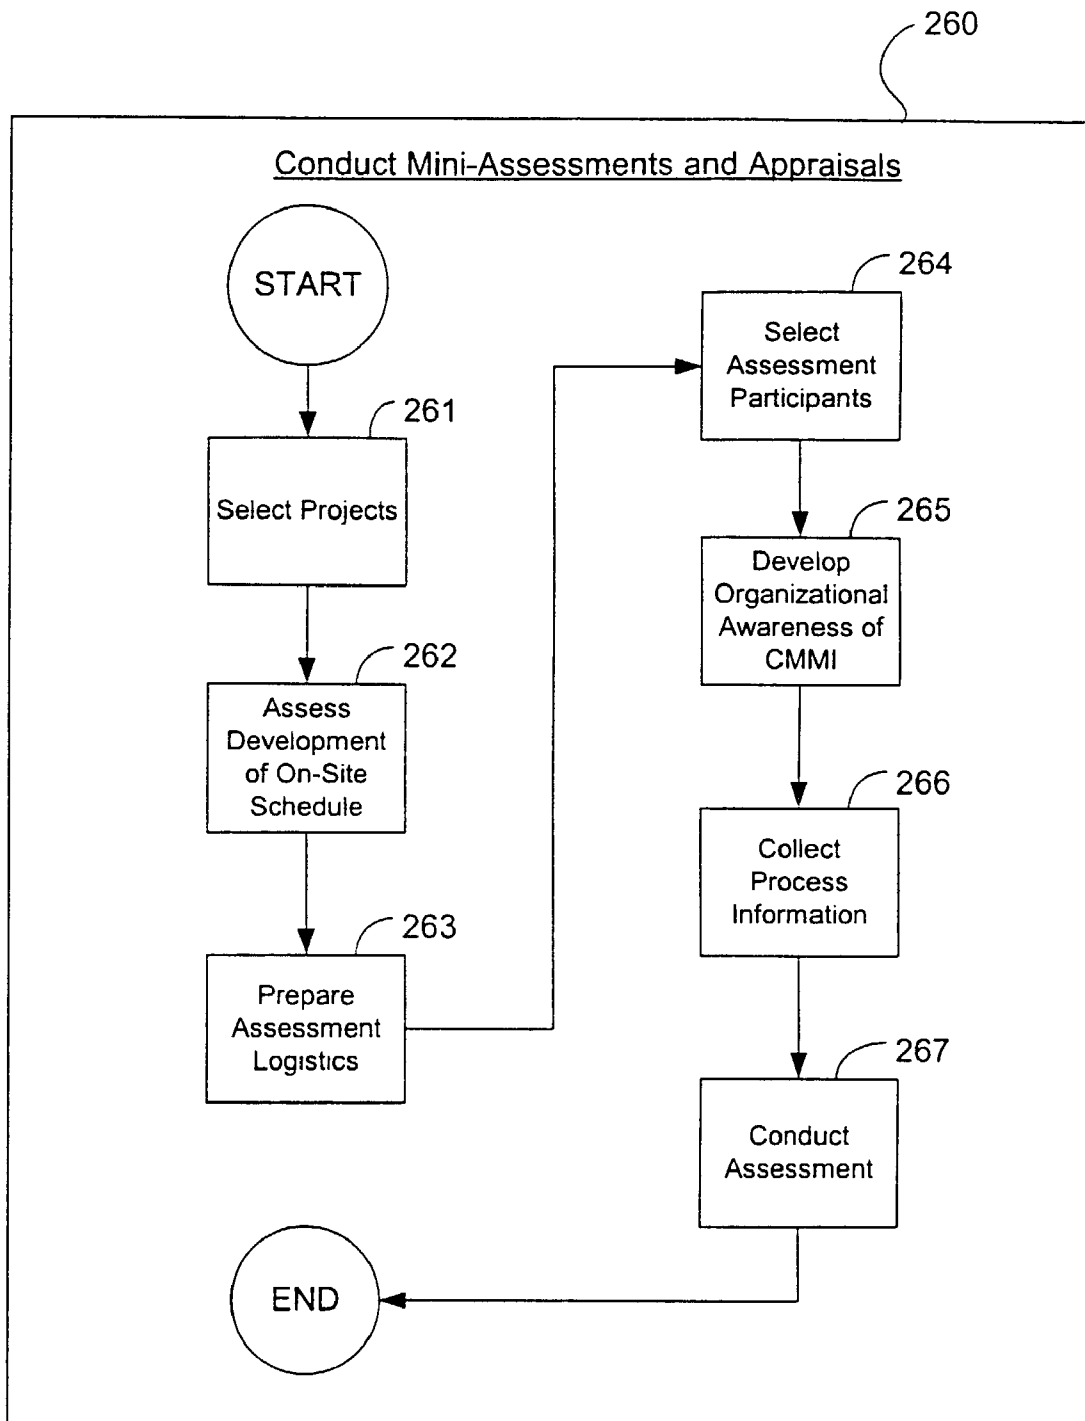 260
Conduct Mini-Assessments and Appraisals
START
261
Select Projects
262
Assess
Development
of On-Site
Schedule
263
Prepare
Assessment
Logistics
264
Select
Assessment
Participants
265
Develop
Organizational
Awareness of
CMMI
266
Collect
Process
Information
267
Conduct
Assessment
END